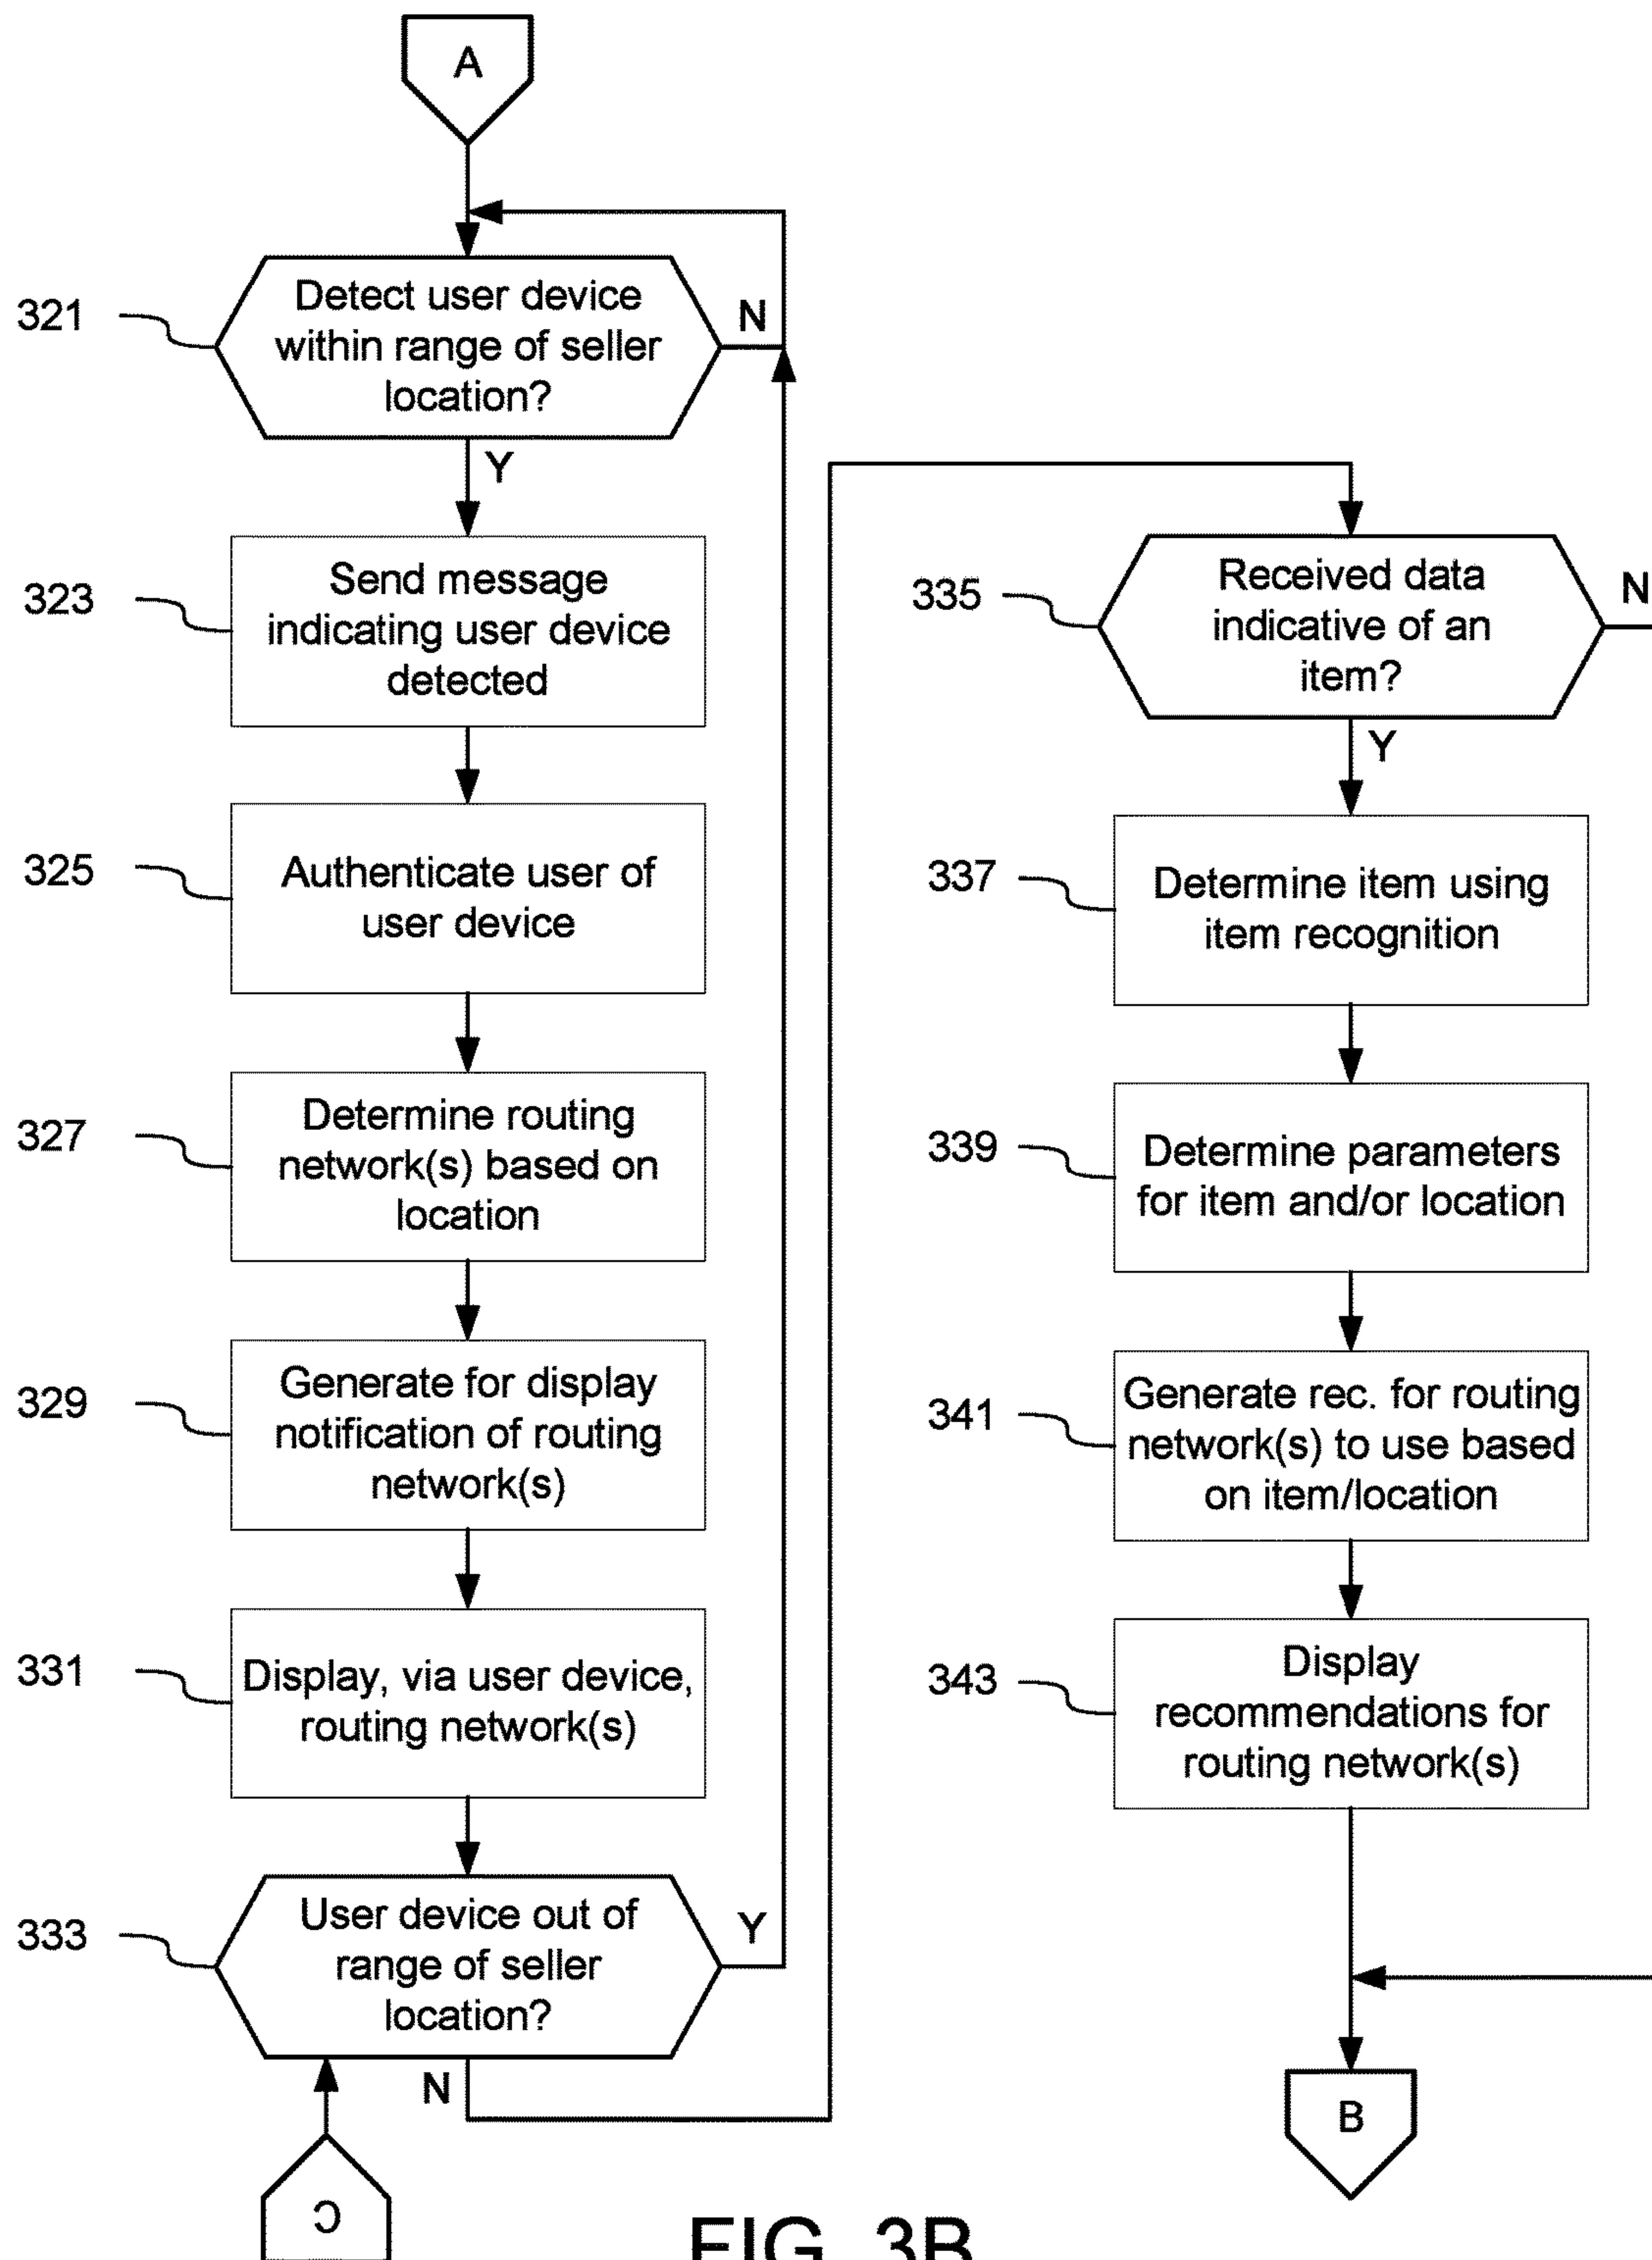 A
321
Detect user device
within range of seller
location?
N
Y
323
Send message
indicating user device
detected
325
Authenticate user of
user device
327
Determine routing
network(s) based on
location
329
Generate for display
notification of routing
network(s)
331
Display, via user device,
routing network(s)
333
User device out of
range of seller
location?
Y
N
C
335
Received data
indicative of an
item?
N
Y
337
Determine item using
item recognition
339
Determine parameters
for item and/or location
341
Generate rec. for routing
network(s) to use based
on item/location
343
Display
recommendations for
routing network(s)
B
FIG. 3B